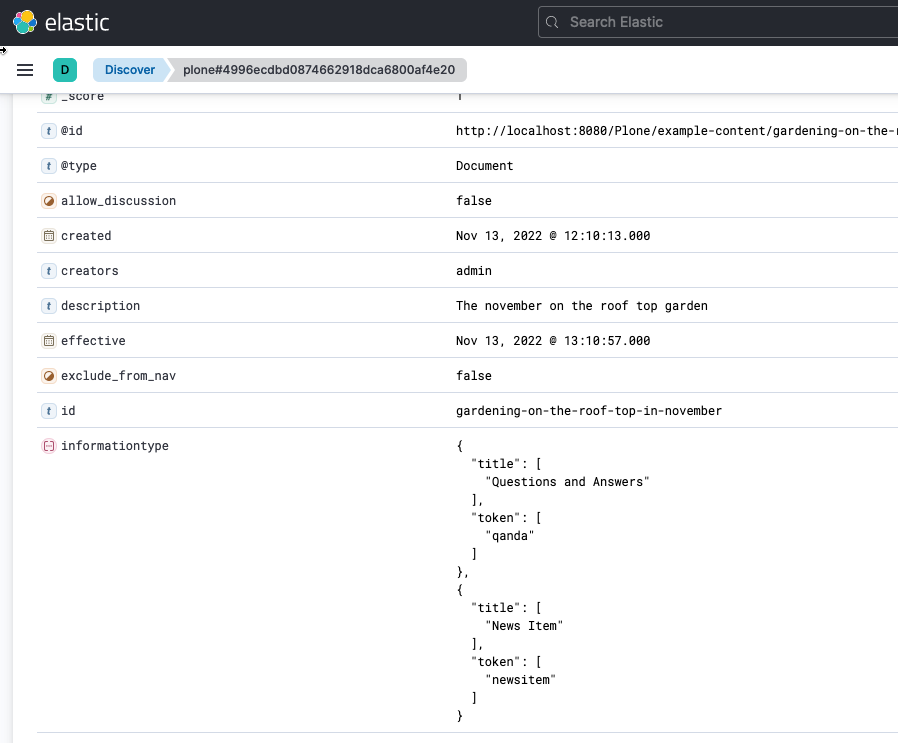 elastic
Search Elastic
D
Discover
plone#4996ecdbd0874662918dca6800af4e20
# _score 1
t @id http://localhost:8080/Plone/example-content/gardening-on-the-r
t @type Document
allow_discussion false
created Nov 13, 2022 @ 12:10:13.000
t creators admin
t description The november on the roof top garden
effective Nov 13, 2022 @ 13:10:57.000
exclude_from_nav false
t id gardening-on-the-roof-top-in-november
informationtype {
"title": [
"Questions and Answers"
],
"token": [
"qanda"
]
},
{
"title": [
"News Item"
],
"token": [
"newsitem"
]
}